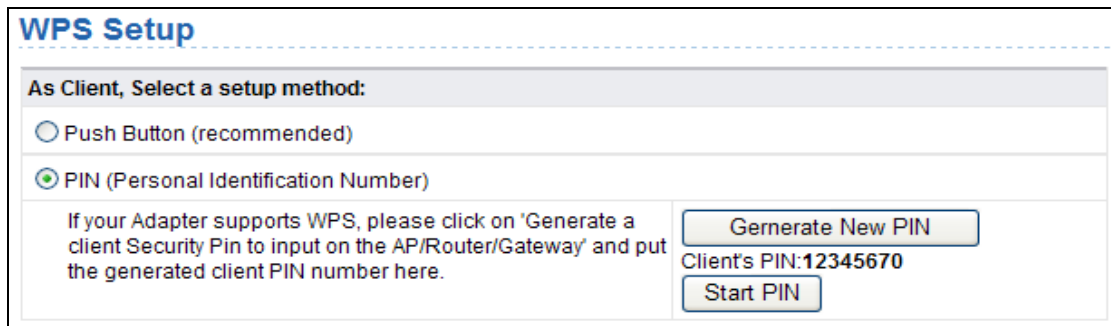 WPS Setup
As Client, Select a setup method:
Push Button (recommended)
PIN (Personal Identification Number)
If your Adapter supports WPS, please click on 'Generate a
client Security Pin to input on the AP/Router/Gateway' and put
the generated client PIN number here.
Gernerate New PIN
Client's PIN:12345670
Start PIN